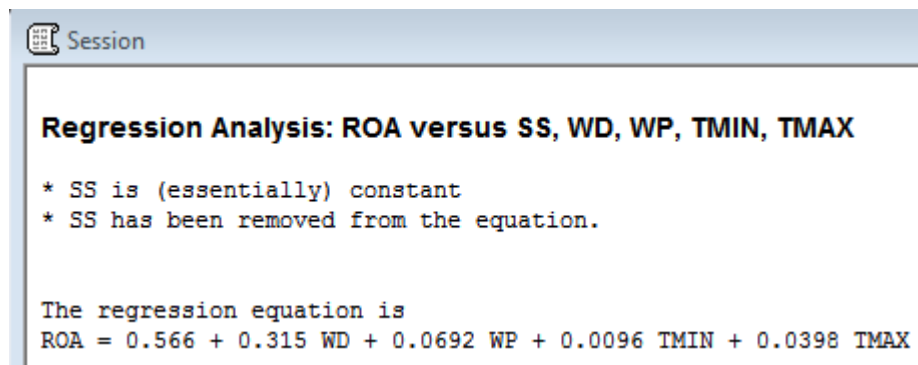 Session
Regression Analysis: ROA versus SS, WD, WP, TMIN, TMAX
* SS is (essentially) constant
* SS has been removed from the equation.
The regression equation is
ROA = 0.566 + 0.315 WD + 0.0692 WP + 0.0096 TMIN + 0.0398 TMAX